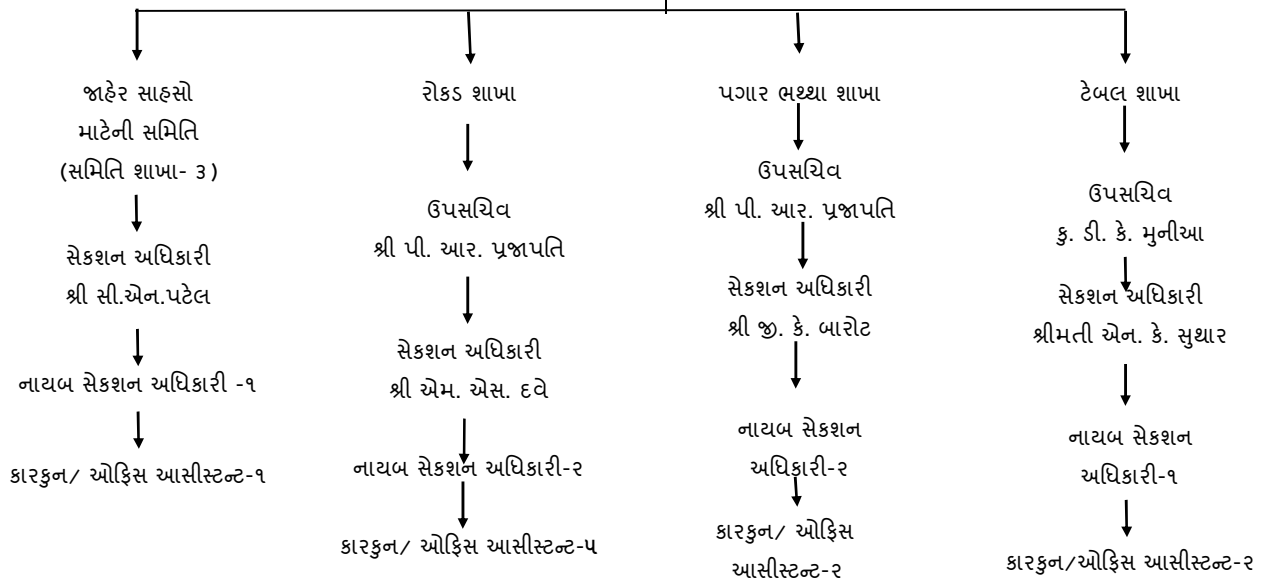 જાહેર સાહસો
માટેની સમિતિ
(સમિતિ શાખા- ૩)
સેકશન અધિકારી
શ્રી સી.એન.પટેલ
નાયબ સેકશન અધિકારી -૧
કારકુન/ ઓફિસ આસીસ્ટન્ટ-૧
રોકડ શાખા
ઉપસચિવ
શ્રી પી. આર. પ્રજાપતિ
સેકશન અધિકારી
શ્રી એમ. એસ. દવે
નાયબ સેકશન અધિકારી-૨
કારકુન/ ઓફિસ આસીસ્ટન્ટ-૫
પગાર ભથ્થા શાખા
ઉપસચિવ
શ્રી પી. આર. પ્રજાપતિ
સેકશન અધિકારી
શ્રી જી. કે. બારોટ
નાયબ સેકશન
અધિકારી-૨
કારકુન/ ઓફિસ
આસીસ્ટન્ટ-૨
ટેબલ શાખા
ઉપસચિવ
કુ. ડી. કે. મુનીઆ
સેકશન અધિકારી
શ્રીમતી એન. કે. સુથાર
નાયબ સેકશન
અધિકારી-૧
કારકુન/ઓફિસ આસીસ્ટન્ટ-૨